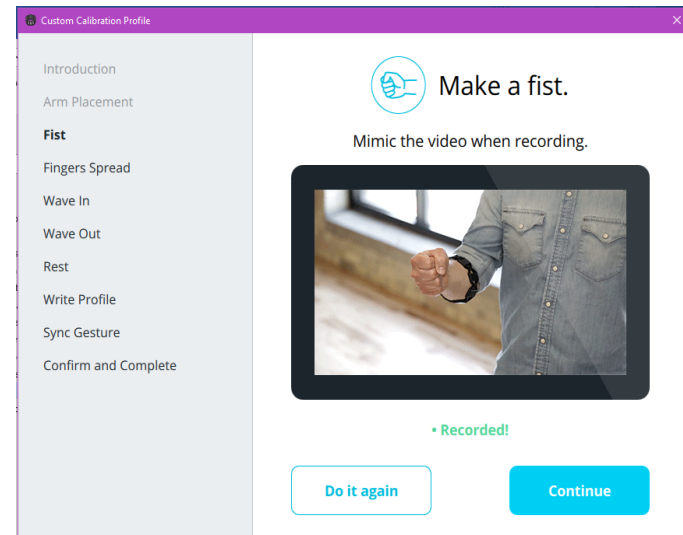 Custom Calibration Profile
Introduction
Arm Placement
Fist
Fingers Spread
Wave In
Wave Out
Rest
Write Profile
Sync Gesture
Confirm and Complete
Make a fist.
Mimic the video when recording.
• Recorded!
Do it again
Continue